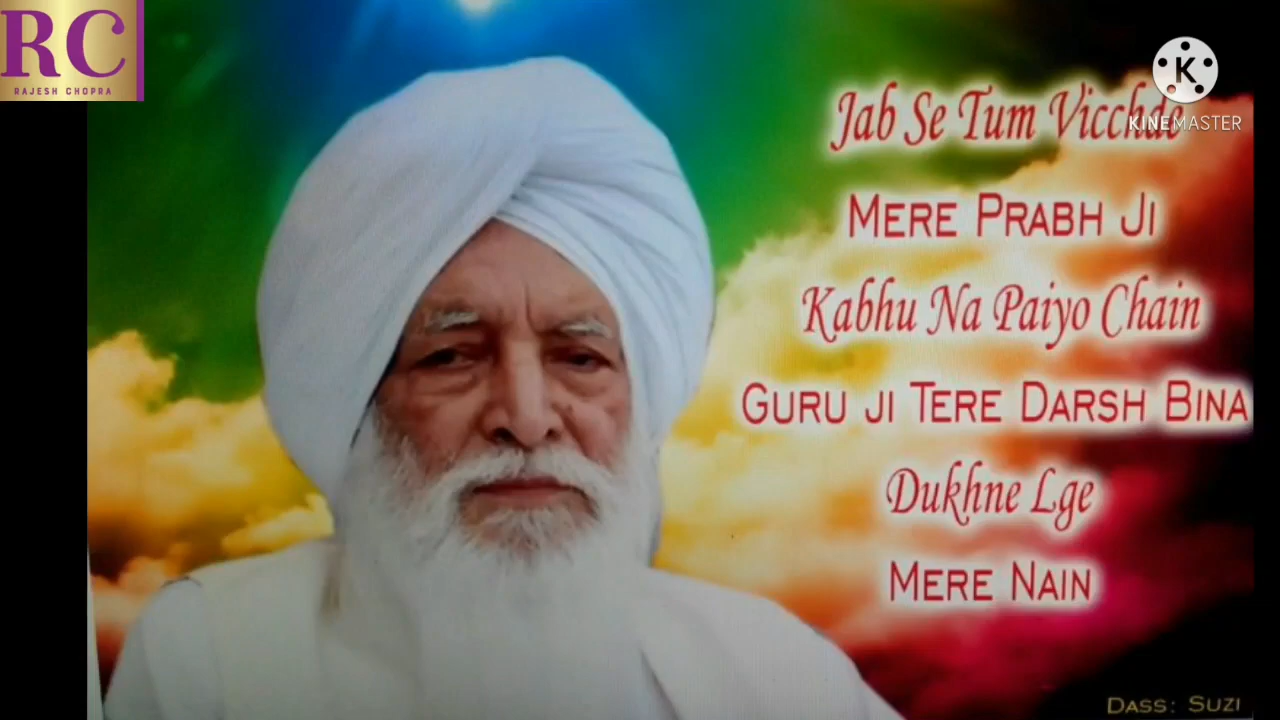 RC
RAJESH CHOPRA
K
KINEMASTER
Jab Se Tum Vicchde
MERE PRABH JI
Kabhu Na Paiyo Chain
GURU JI TERE DARSH BINA
Dukhne Lge
MERE NAIN
DASS: SUZI